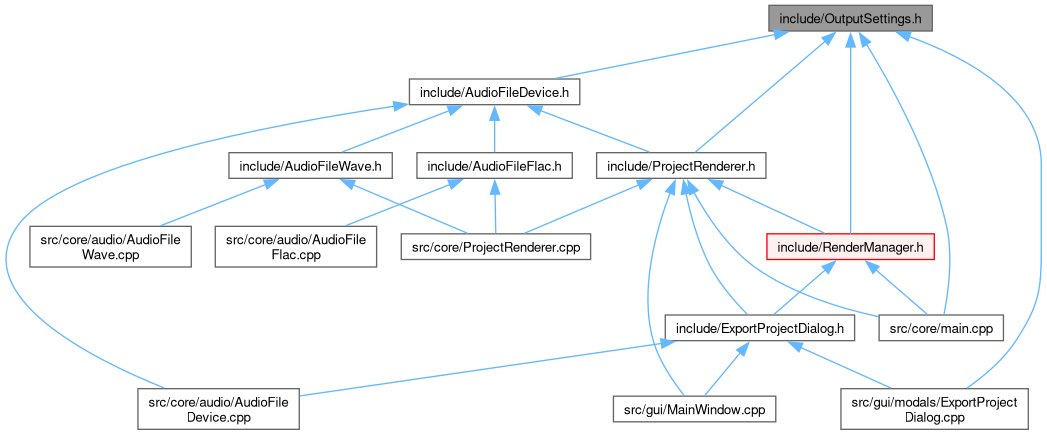 include/OutputSettings.h
include/AudioFileDevice.h
include/AudioFileWave.h
include/AudioFileFlac.h
include/ProjectRenderer.h
src/core/audio/AudioFile
Wave.cpp
src/core/audio/AudioFile
Flac.cpp
src/core/ProjectRenderer.cpp
include/RenderManager.h
include/ExportProjectDialog.h
src/core/main.cpp
src/core/audio/AudioFile
Device.cpp
src/gui/MainWindow.cpp
src/gui/modals/ExportProject
Dialog.cpp